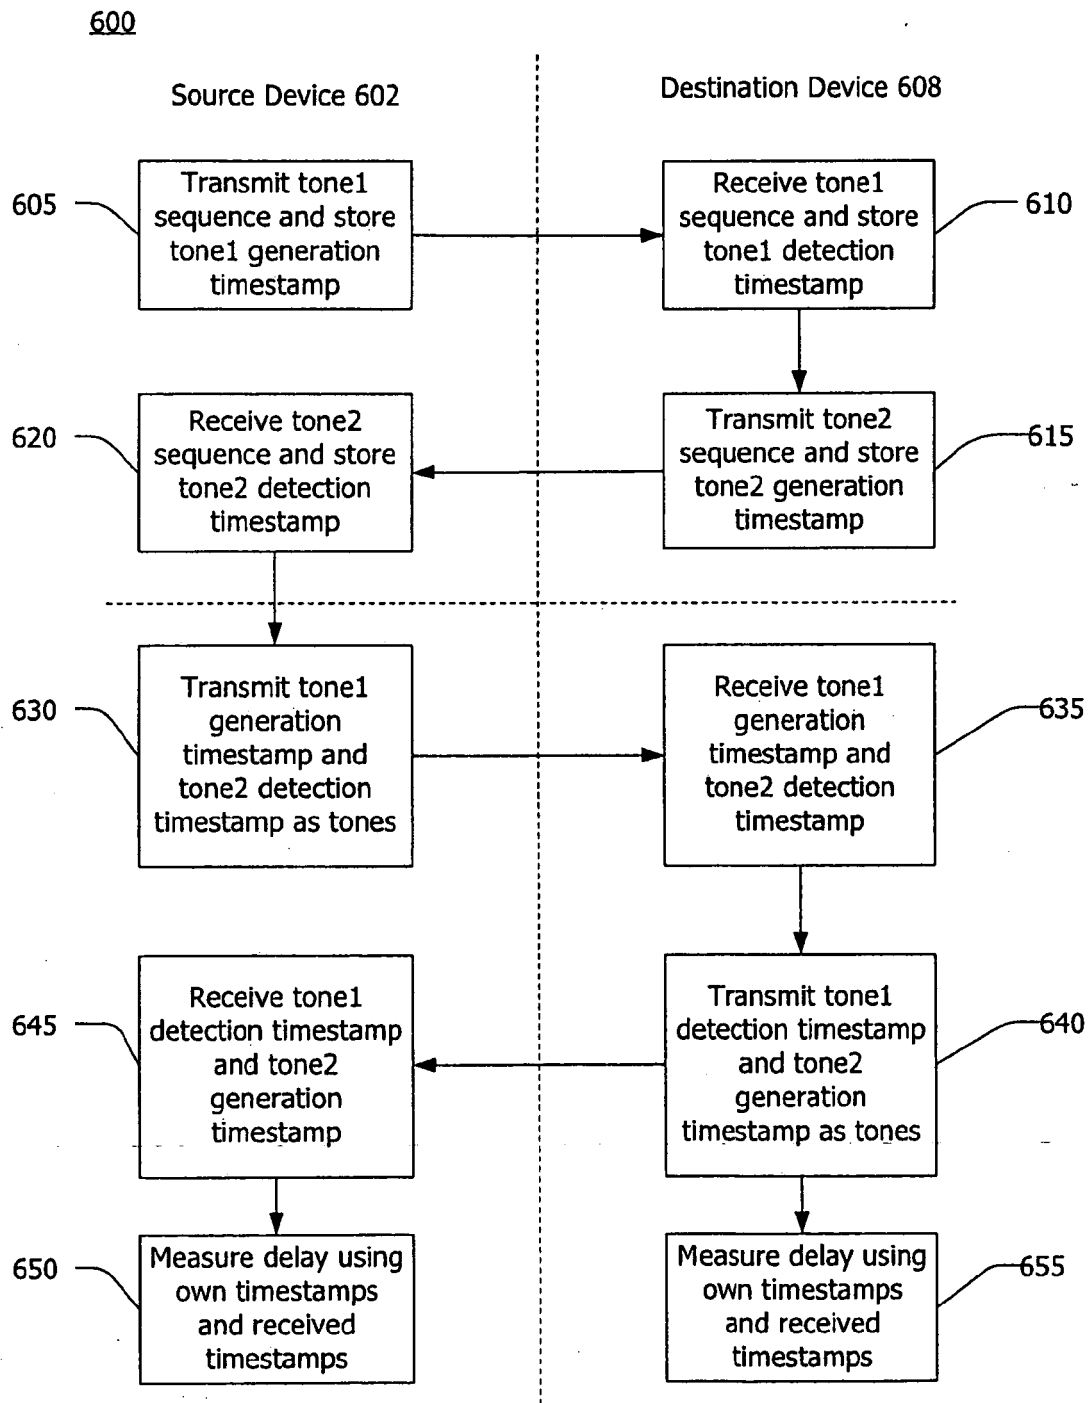 600
Source Device 602
Destination Device 608
605
Transmit tone1
sequence and store
tone1 generation
timestamp
Receive tone1
sequence and store
tone1 detection
timestamp
610
620
Receive tone2
sequence and store
tone2 detection
timestamp
Transmit tone2
sequence and store
tone2 generation
timestamp
615
630
Transmit tone1
generation
timestamp and
tone2 detection
timestamp as tones
Receive tone1
generation
timestamp and
tone2 detection
timestamp
635
645
Receive tone1
detection timestamp
and tone2
generation
timestamp
Transmit tone1
detection timestamp
and tone2
generation
timestamp as tones
640
650
Measure delay using
own timestamps
and received
timestamps
Measure delay using
own timestamps
and received
timestamps
655